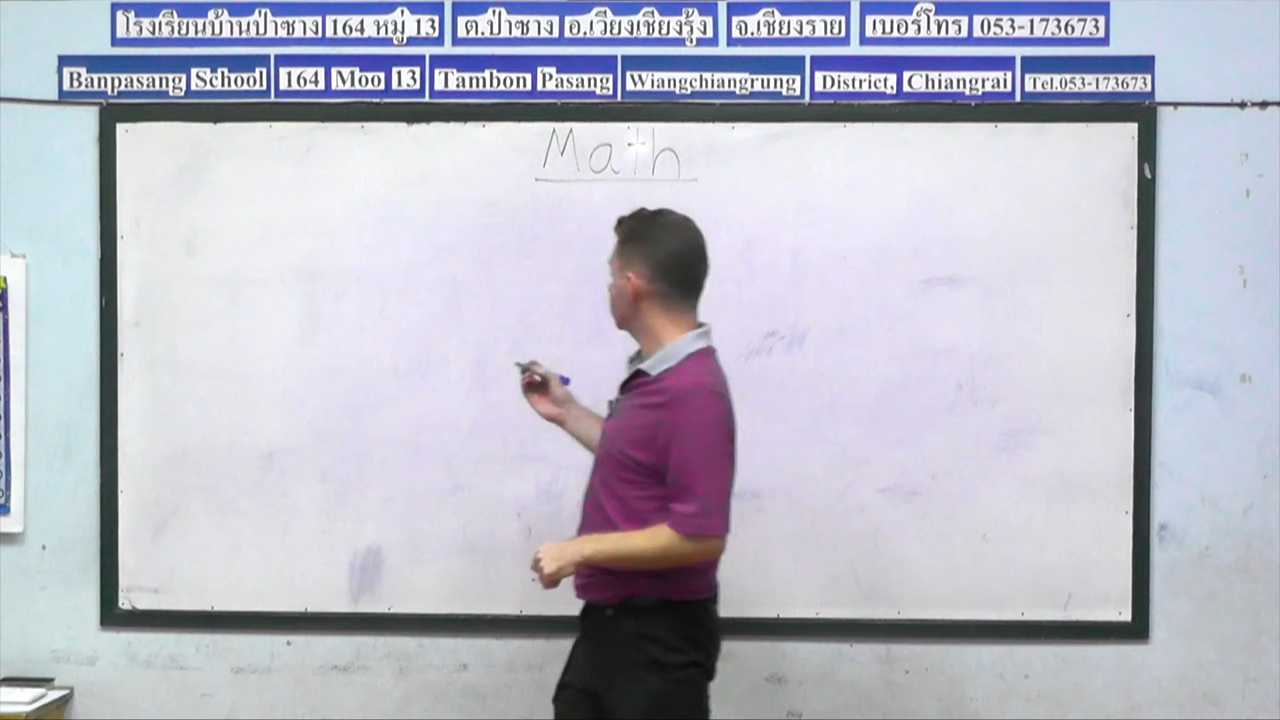 โรงเรียนบ้านป่าซาง 164 หมู่ 13 ต.ป่าซาง อ.เวียงเชียงรุ้ง จ.เชียงราย เบอร์โทร 053-173673
Banpasang School 164 Moo 13 Tambon Pasang Wiangchiangrung District, Chiangrai Tel.053-173673
Math